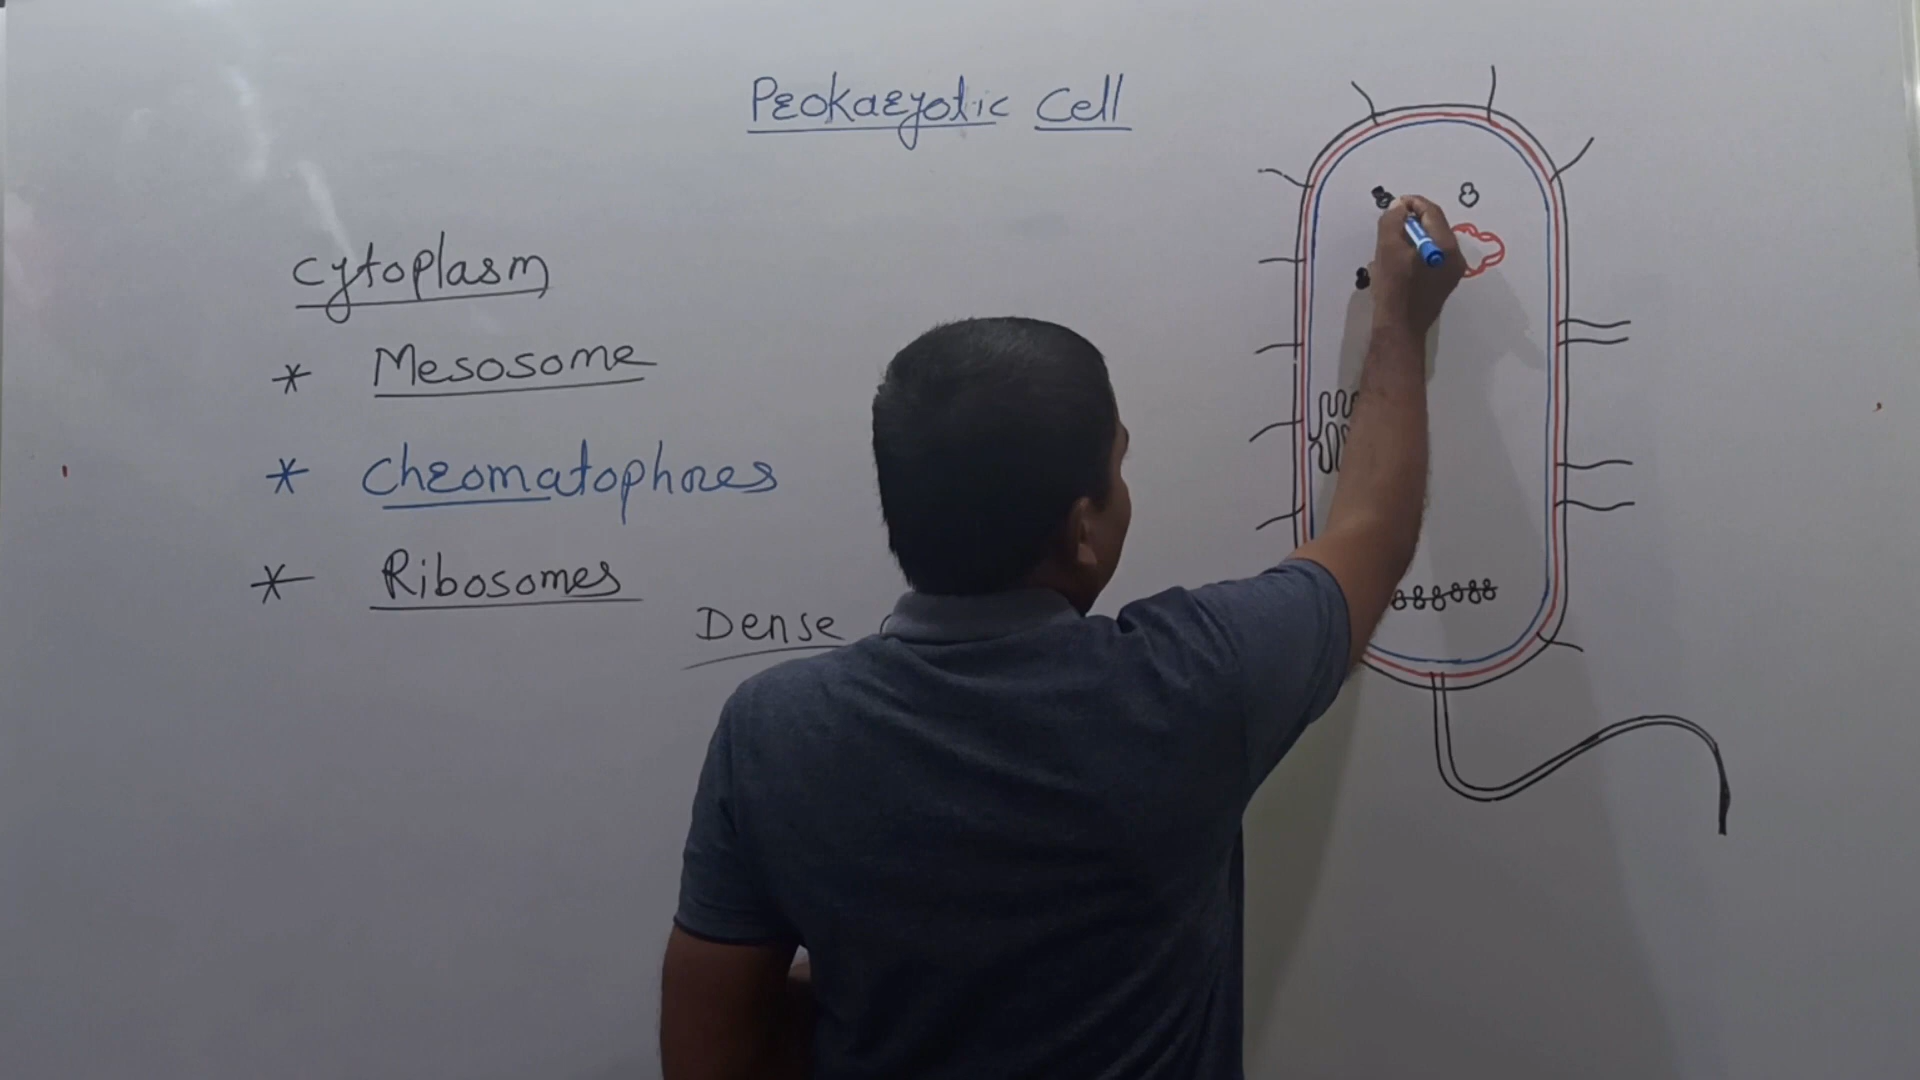 Prokaryotic Cell
Cytoplasm
* Mesosome
* Chromatophores
* Ribosomes
Dense